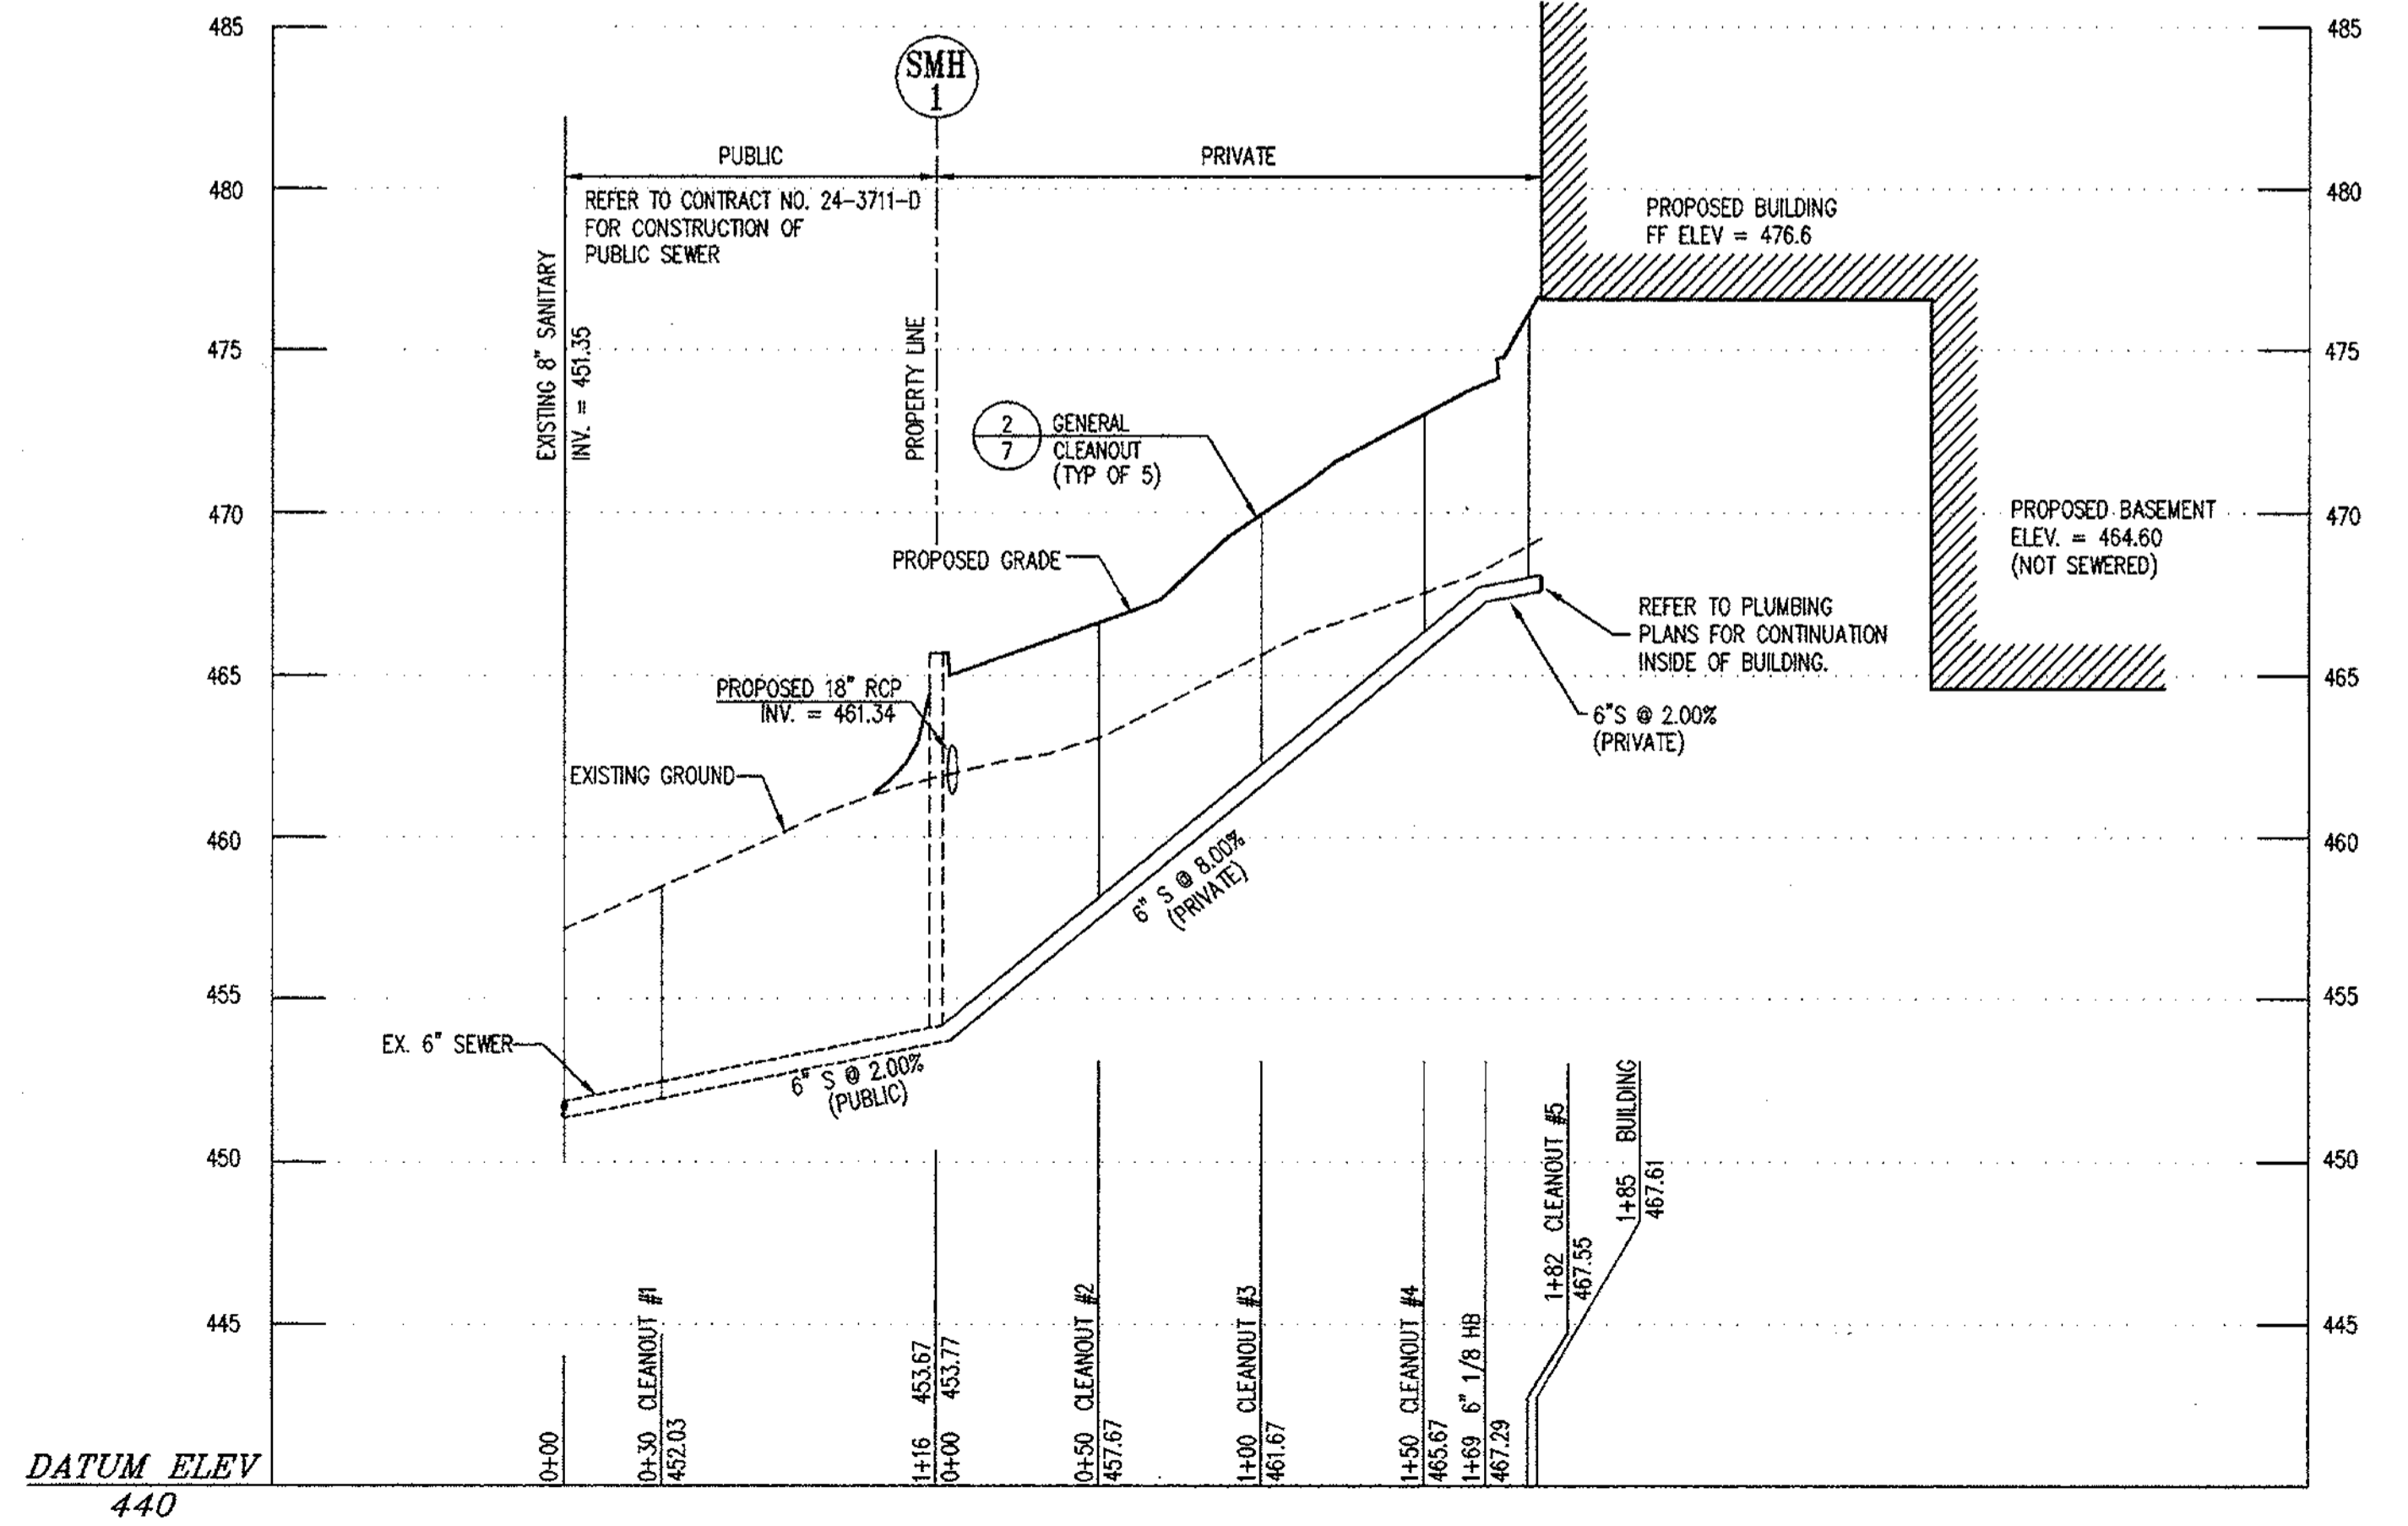 485
485
SMH
1
PUBLIC
PRIVATE
480
480
REFER TO CONTRACT NO. 24-3711-D
FOR CONSTRUCTION OF
PUBLIC SEWER
PROPOSED BUILDING
FF ELEV = 476.6
EXISTING 8" SANITARY
INV. = 451.35
PROPERTY LINE
475
475
2
7
GENERAL
CLEANOUT
(TYP OF 5)
470
470
PROPOSED BASEMENT
ELEV. = 464.60
(NOT SEWERED)
PROPOSED GRADE
REFER TO PLUMBING
PLANS FOR CONTINUATION
INSIDE OF BUILDING.
465
465
PROPOSED 18" RCP
INV. = 461.34
6"S @ 2.00%
(PRIVATE)
EXISTING GROUND
460
460
6" S @ 8.00%
(PRIVATE)
455
455
EX. 6" SEWER
6" S @ 2.00%
(PUBLIC)
450
450
445
445
0+00
0+30 CLEANOUT #1
452.03
1+16 453.67
0+00 453.77
0+50 CLEANOUT #2
457.67
1+00 CLEANOUT #3
461.67
1+50 CLEANOUT #4
465.67
1+69 6" 1/8 HB
467.29
1+82 CLEANOUT #5
467.55
1+85 BUILDING
467.61
DATUM ELEV
440